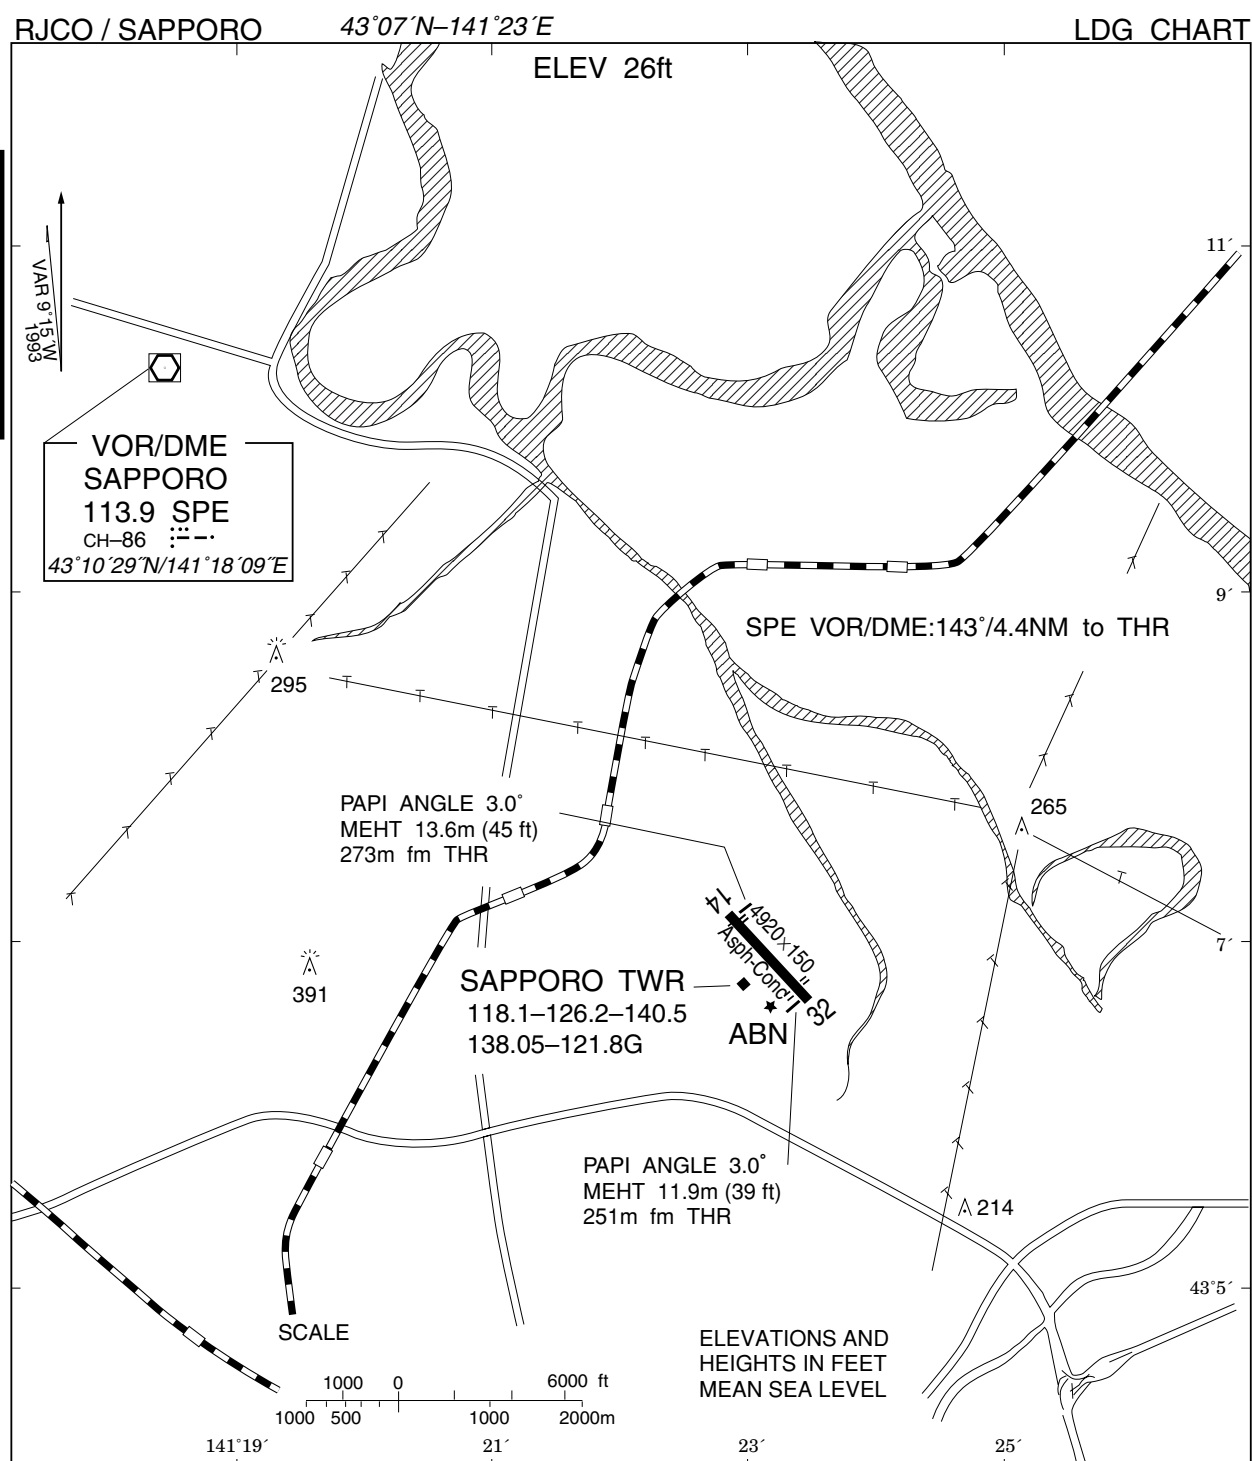 RJCO / SAPPORO
43°07′N–141°23′E
LDG CHART
ELEV 26ft
11′
VAR 9°15′W
1993
VOR/DME
SAPPORO
113.9 SPE
CH–86
43°10′29″N/141°18′09″E
9′
SPE VOR/DME:143°/4.4NM to THR
295
PAPI ANGLE 3.0°
MEHT 13.6m (45 ft)
273m fm THR
265
14
4920×150
Asph-Conc
32
7′
391
SAPPORO TWR
118.1–126.2–140.5
138.05–121.8G
ABN
PAPI ANGLE 3.0°
MEHT 11.9m (39 ft)
251m fm THR
214
43°5′
SCALE
ELEVATIONS AND
HEIGHTS IN FEET
MEAN SEA LEVEL
1000 0 6000 ft
1000 500 1000 2000m
141°19′ 21′ 23′ 25′